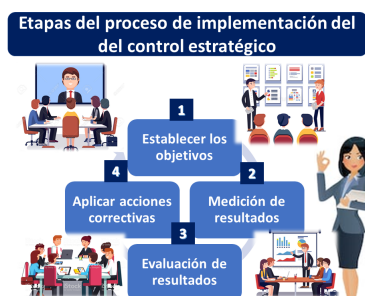 Etapas del proceso de implementación del
del control estratégico
1
Establecer los
objetivos
4
2
Aplicar acciones
correctivas
Medición de
resultados
3
Evaluación de
resultados
iStock